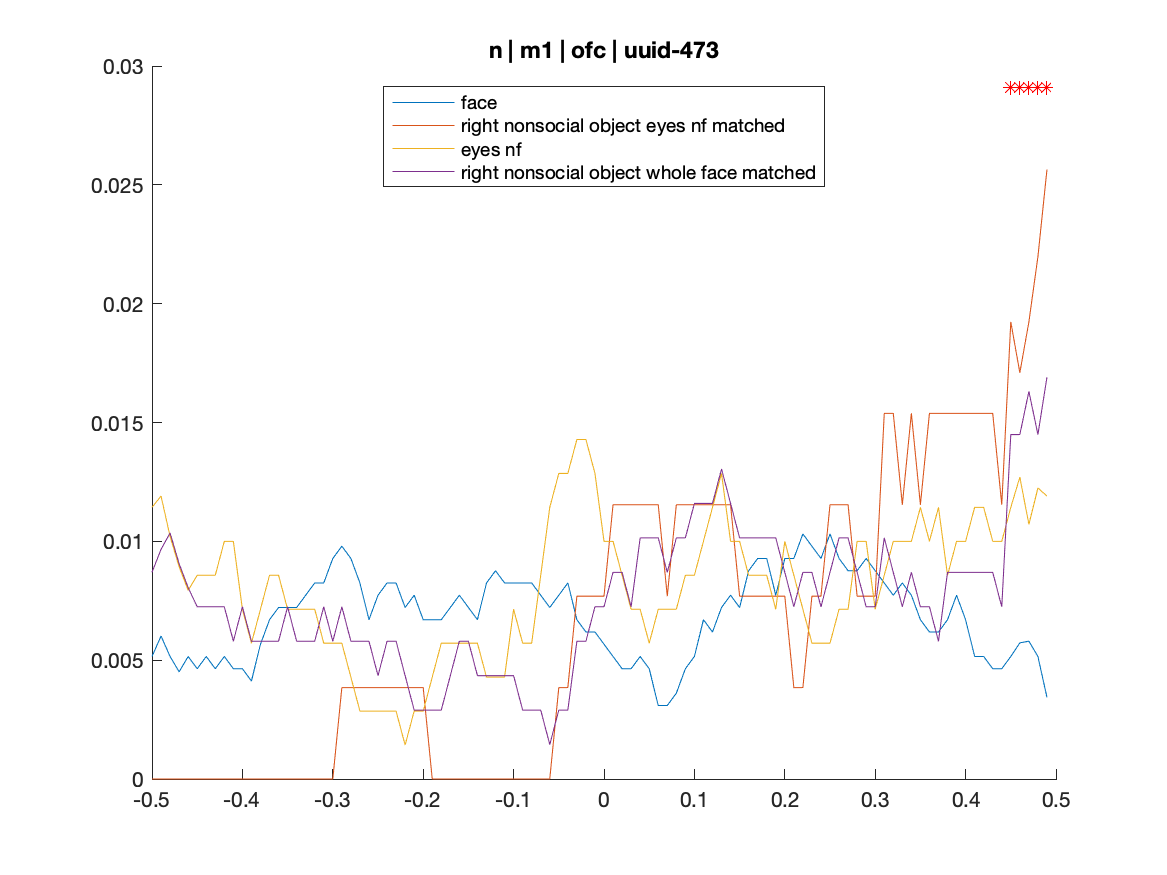 n | m1 | ofc | uuid-473
face
right nonsocial object eyes nf matched
eyes nf
right nonsocial object whole face matched
0.03
0.025
0.02
0.015
0.01
0.005
0
-0.5 -0.4 -0.3 -0.2 -0.1 0 0.1 0.2 0.3 0.4 0.5